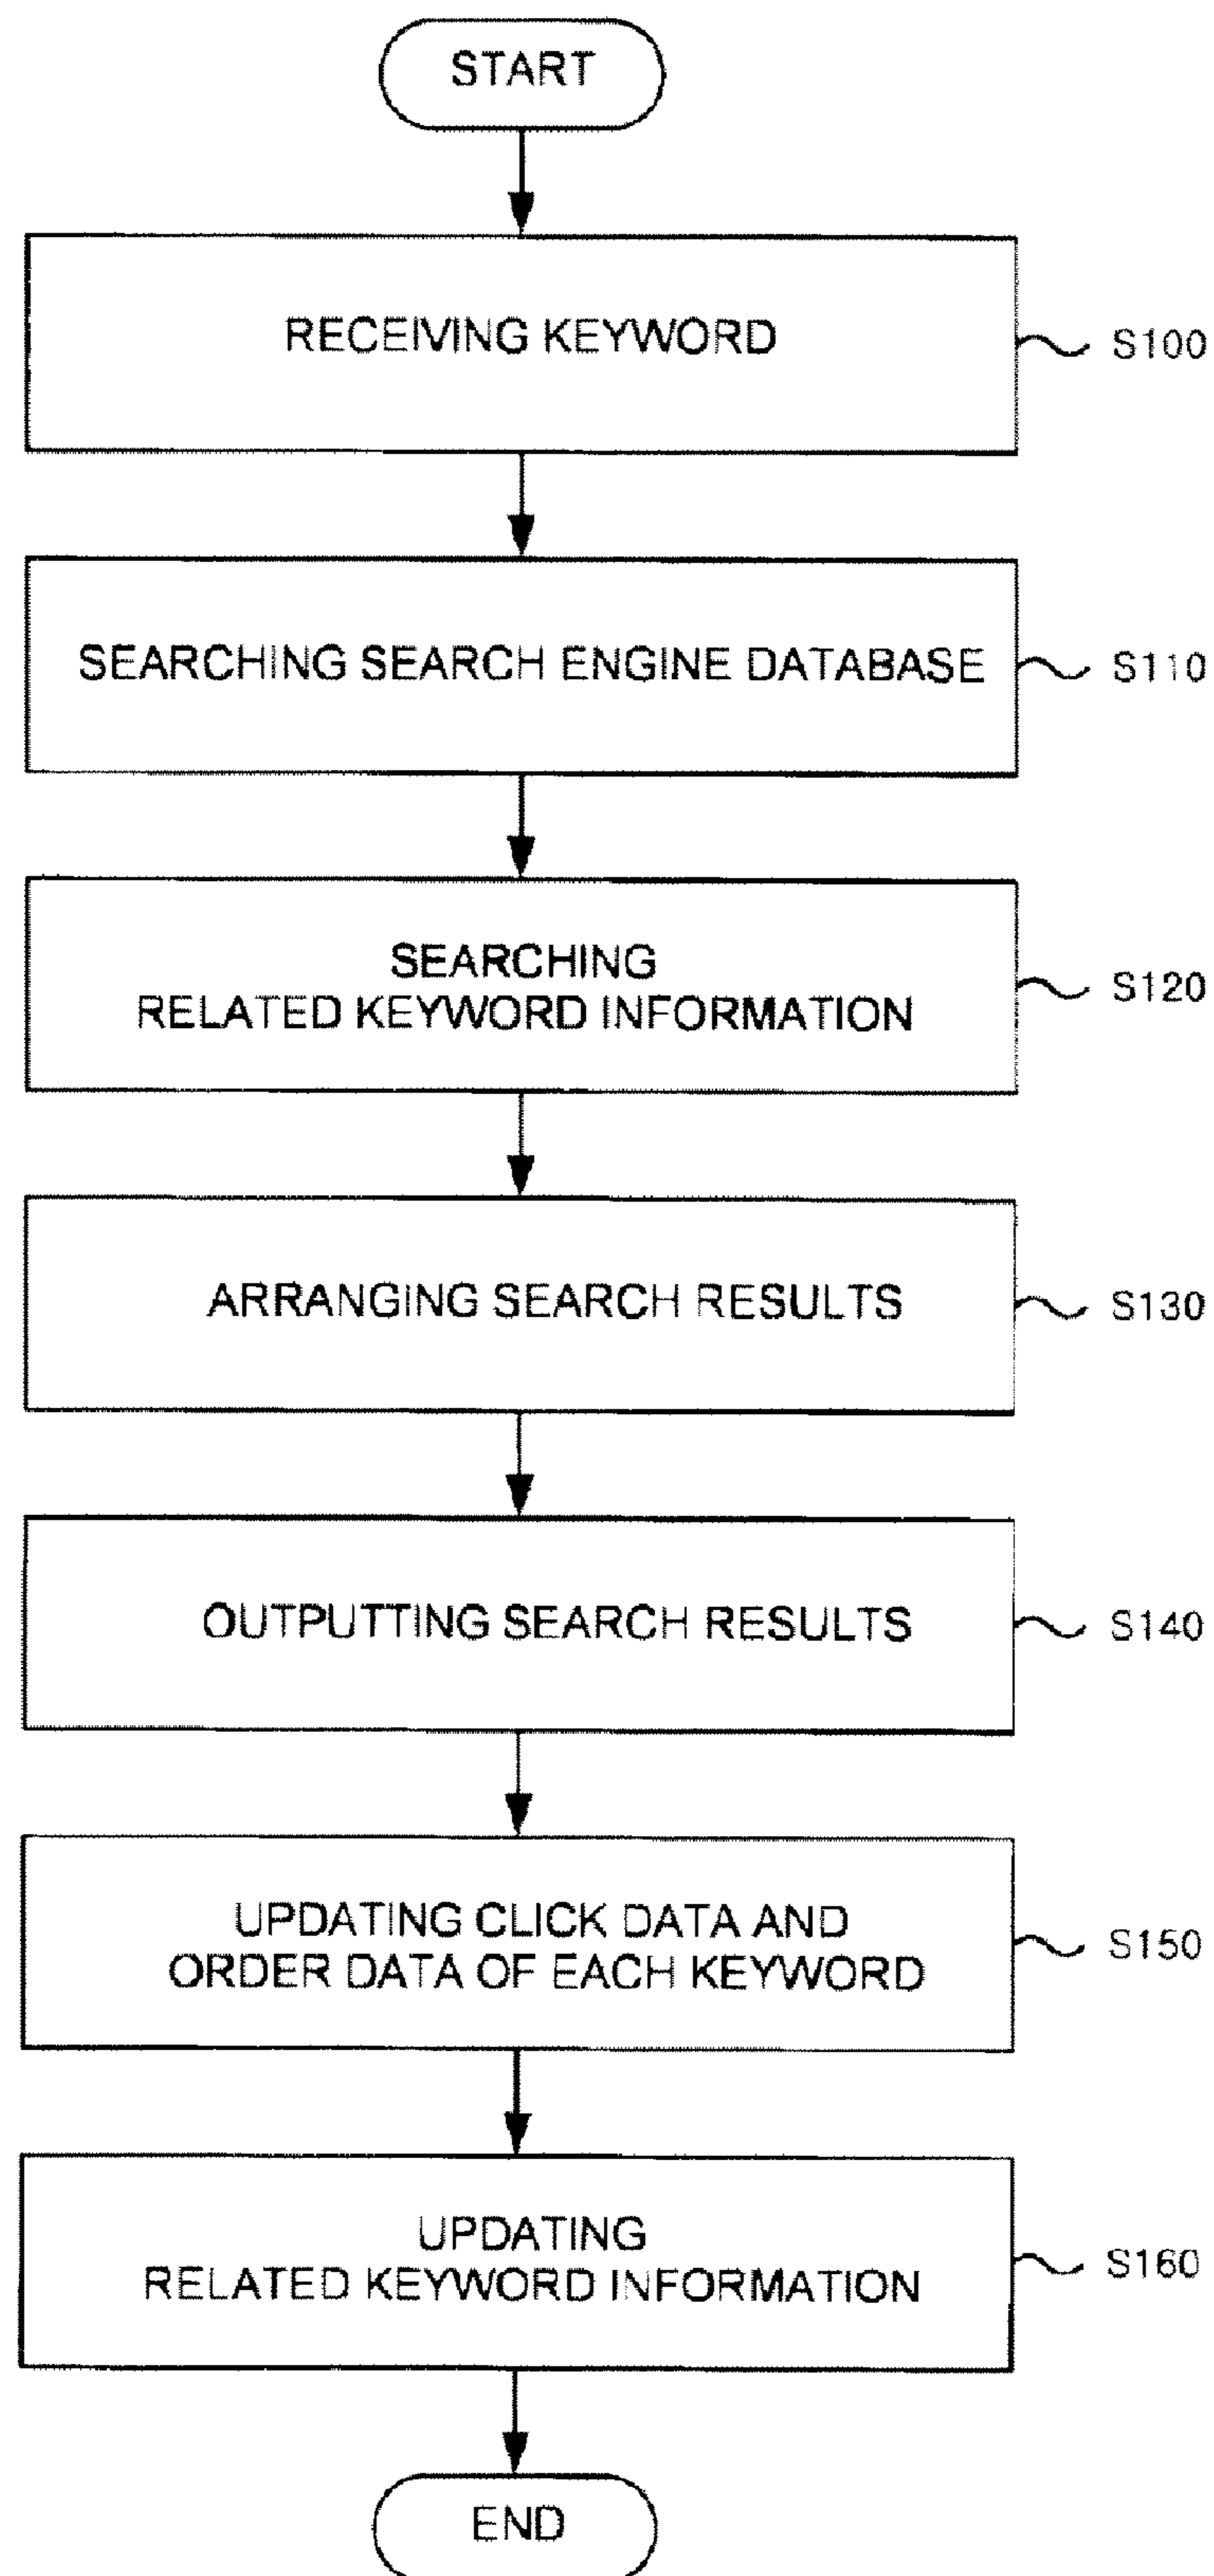 START
RECEIVING KEYWORD
S100
SEARCHING SEARCH ENGINE DATABASE
S110
SEARCHING
RELATED KEYWORD INFORMATION
S120
ARRANGING SEARCH RESULTS
S130
OUTPUTTING SEARCH RESULTS
S140
UPDATING CLICK DATA AND
ORDER DATA OF EACH KEYWORD
S150
UPDATING
RELATED KEYWORD INFORMATION
S160
END